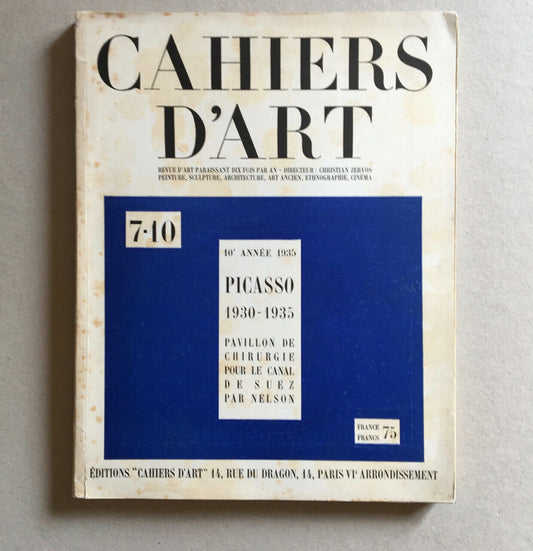 CAHIERS
D'ART
REVUE D'ART PARAISSANT DIX FOIS PAR AN - DIRECTEUR: CHRISTIAN ZERVOS
PEINTURE, SCULPTURE, ARCHITECTURE, ART ANCIEN, ETHNOGRAPHIE, CINÉMA
7-10
10e ANNÉE 1935
PICASSO
1930-1935
PAVILLON DE
CHIRURGIE
POUR LE CANAL
DE SUEZ
PAR NELSON
FRANCE 75
FRANCS
ÉDITIONS "CAHIERS D'ART" 14, RUE DU DRAGON, 14, PARIS VIe ARRONDISSEMENT